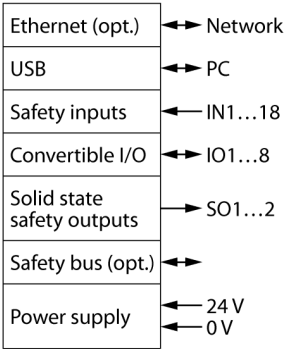 Ethernet (opt.) Network
USB PC
Safety inputs IN1...18
Convertible I/O IO1...8
Solid state
safety outputs SO1...2
Safety bus (opt.)
Power supply 24 V
0 V